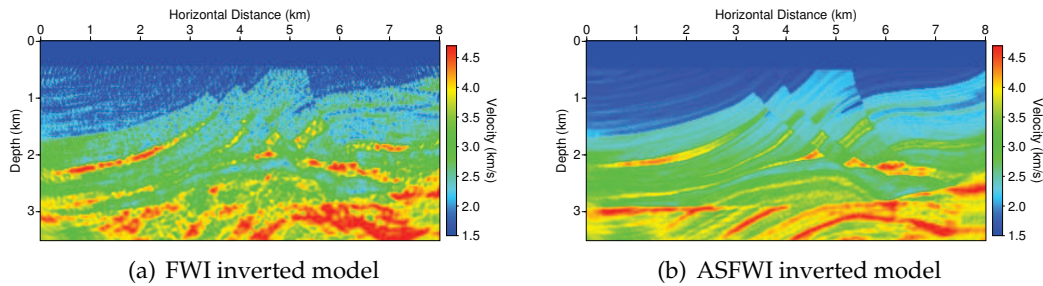 Horizontal Distance (km)
0 1 2 3 4 5 6 7 8
0
1
2
3
Depth (km)
4.5
4.0
3.5
3.0
2.5
2.0
1.5
Velocity (km/s)
(a) FWI inverted model
Horizontal Distance (km)
0 1 2 3 4 5 6 7 8
0
1
2
3
Depth (km)
4.5
4.0
3.5
3.0
2.5
2.0
1.5
Velocity (km/s)
(b) ASFWI inverted model